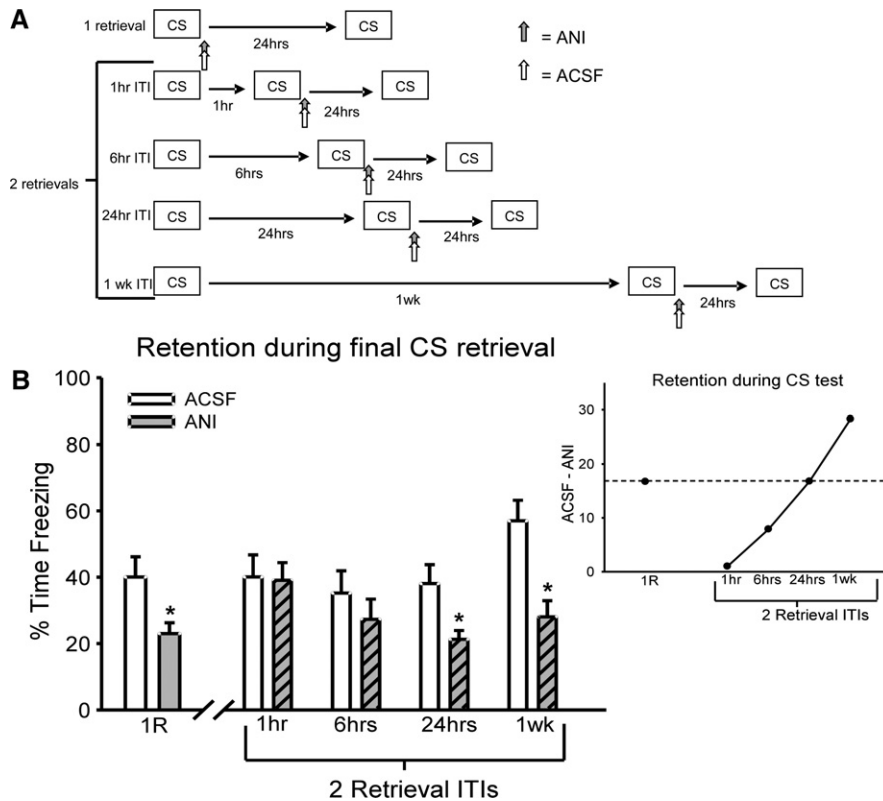 A
1 retrieval CS 24hrs CS
= ANI
= ACSF
1hr ITI CS 1hr CS 24hrs CS
6hr ITI CS 6hrs CS 24hrs CS
2 retrievals
24hr ITI CS 24hrs CS 24hrs CS
1 wk ITI CS 1wk CS 24hrs CS
Retention during final CS retrieval
B
ACSF
ANI
% Time Freezing
100
80
60
40
20
0
*
*
*
1R 1hr 6hrs 24hrs 1wk
2 Retrieval ITIs
Retention during CS test
ACSF - ANI
30
20
10
0
1R 1hr 6hrs 24hrs 1wk
2 Retrieval ITIs